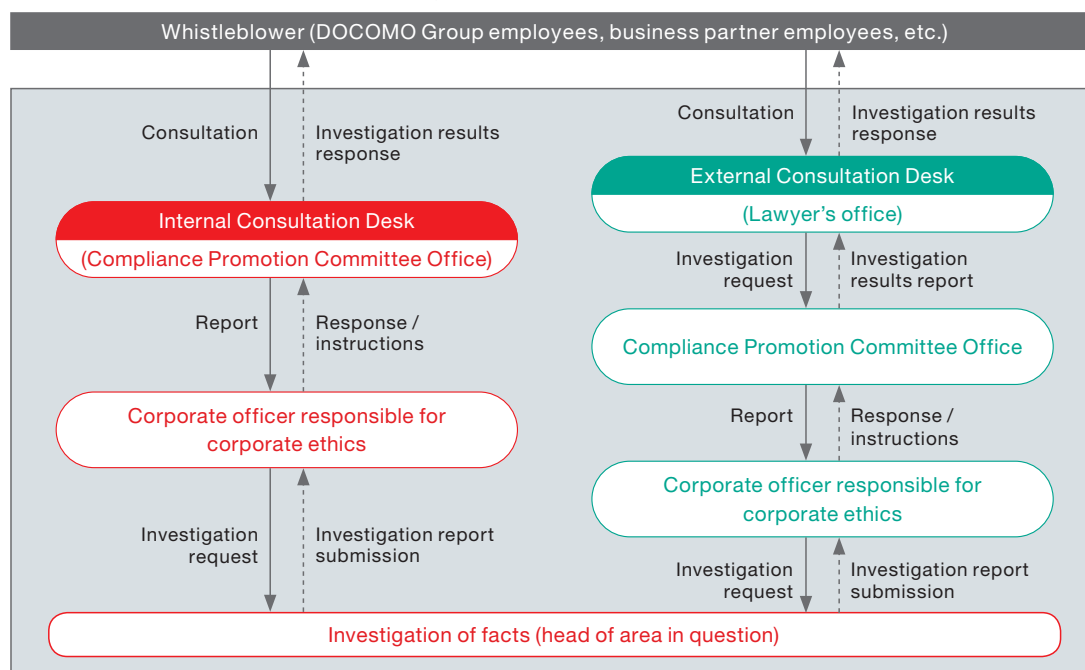 Whistleblower (DOCOMO Group employees, business partner employees, etc.)
Consultation
Investigation results
response
Internal Consultation Desk
(Compliance Promotion Committee Office)
Report
Response /
instructions
Corporate officer responsible for
corporate ethics
Investigation
request
Investigation report
submission
Consultation
Investigation results
response
External Consultation Desk
(Lawyer's office)
Investigation
request
Investigation
results report
Compliance Promotion Committee Office
Report
Response /
instructions
Corporate officer responsible for
corporate ethics
Investigation
request
Investigation report
submission
Investigation of facts (head of area in question)